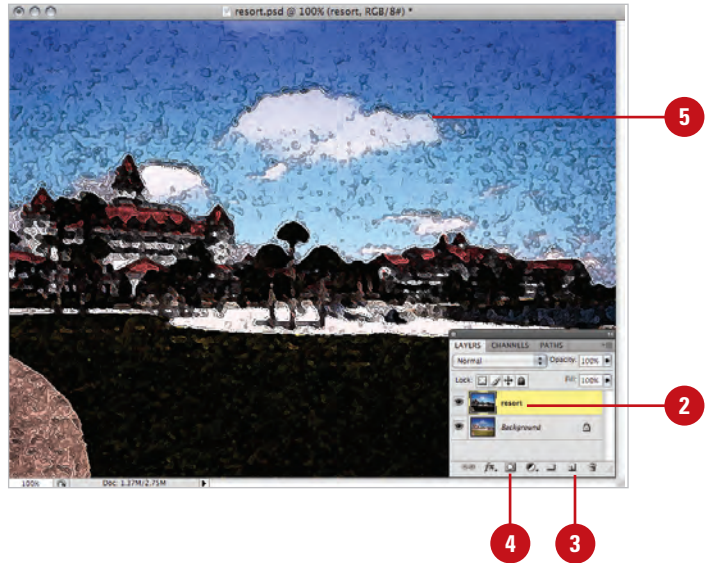 resort.psd @ 100% (resort, RGB/8#) *
5
LAYERS CHANNELS PATHS
Normal Opacity: 100%
Lock: Fill: 100%
resort
2
Background
fx.
100% Doc: 1.37M/2.75M
4 3